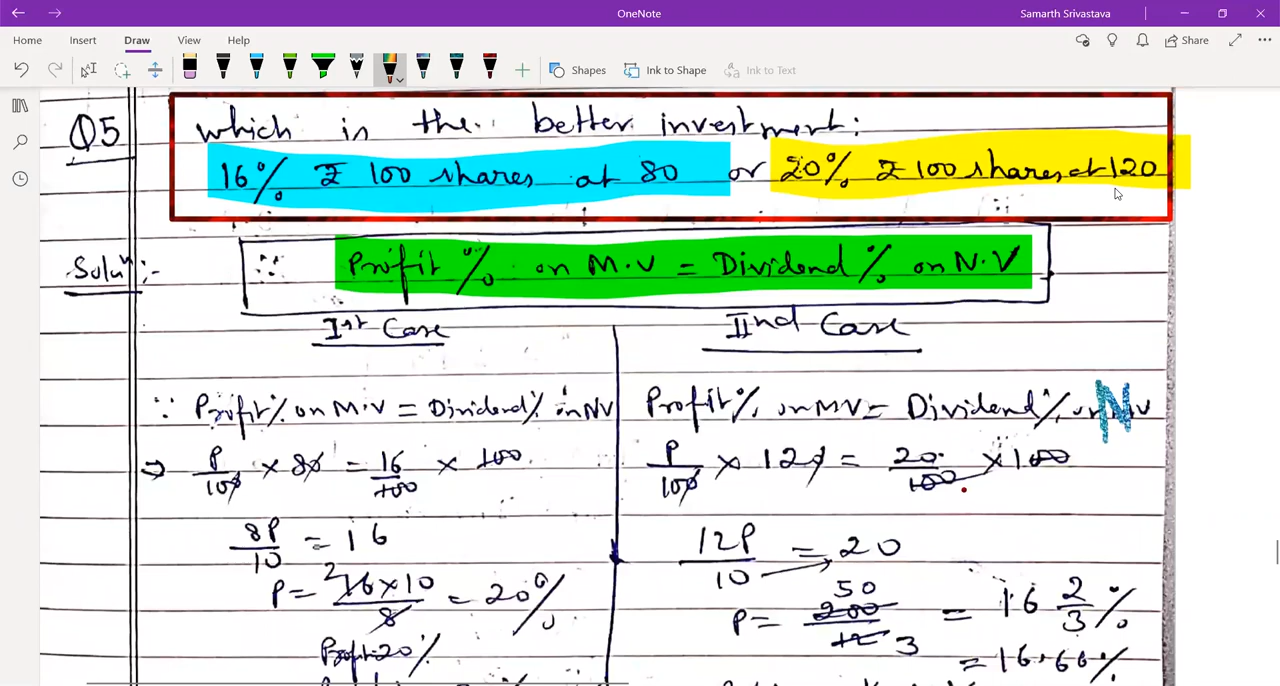 OneNote
Samarth Srivastava
Home Insert Draw View Help
Share
Shapes Ink to Shape Ink to Text
Q5 which is the better investment:
16% ₹ 100 shares at 80 or 20% ₹ 100 shares at 120
Solun:-
∵ Profit % on M.V = Dividend % on N.V
Ist Case
IInd Case
∵ Profit % on M.V = Dividend % on NV
Profit % on MV = Dividend % on NV
⇒ P/100 × 80 = 16/100 × 100
P/100 × 120 = 20/100 × 100
8P/10 = 16
12P/10 = 20
P = 2 16×10/8 = 20%
P = 50 200/12 3 = 16 2/3 %
Profit 20%
= 16.66%